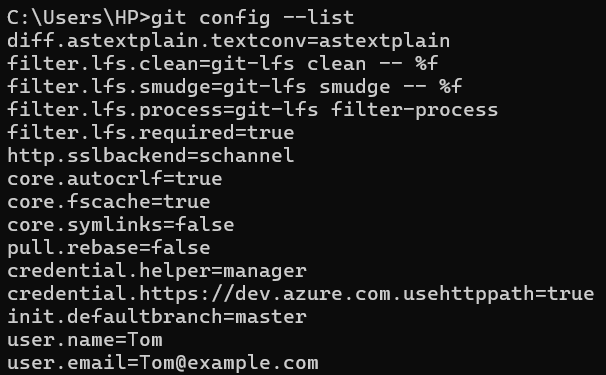 C:\Users\HP>git config --list
diff.astextplain.textconv=astextplain
filter.lfs.clean=git-lfs clean -- %f
filter.lfs.smudge=git-lfs smudge -- %f
filter.lfs.process=git-lfs filter-process
filter.lfs.required=true
http.sslbackend=schannel
core.autocrlf=true
core.fscache=true
core.symlinks=false
pull.rebase=false
credential.helper=manager
credential.https://dev.azure.com.usehttppath=true
init.defaultbranch=master
user.name=Tom
user.email=Tom@example.com